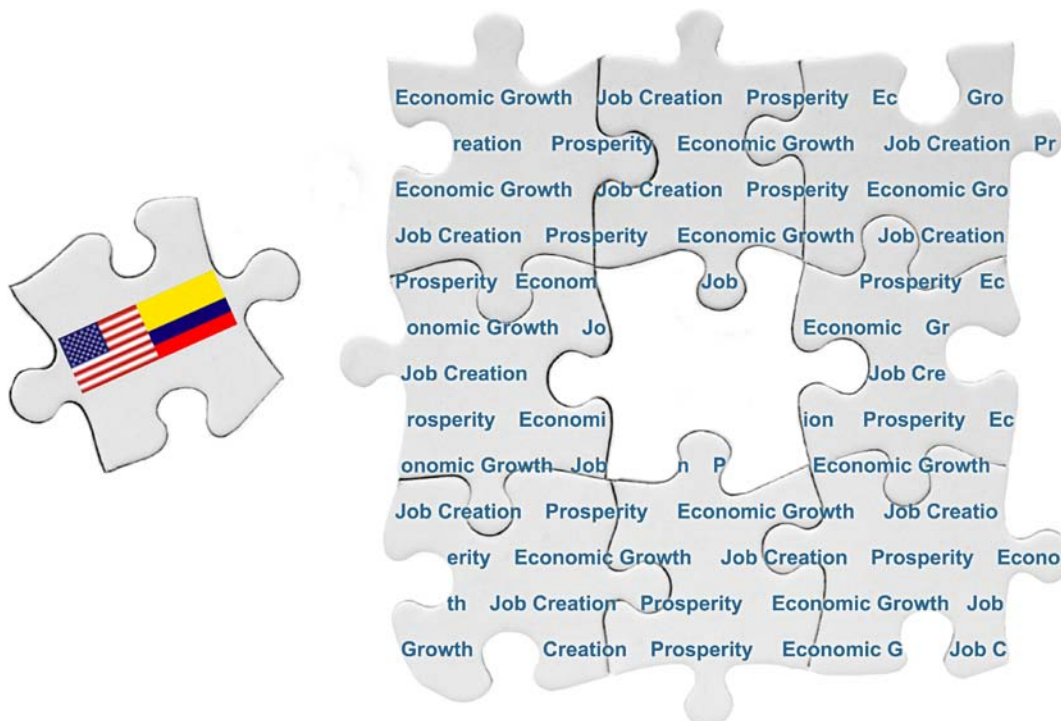 Economic Growth Job Creation Prosperity Ec Gro
reation Prosperity Economic Growth Job Creation Pr
Economic Growth Job Creation Prosperity Economic Gro
Job Creation Prosperity Economic Growth Job Creation
Prosperity Econom Job Prosperity Ec
onomic Growth Jo Economic Gr
Job Creation Job Cre
rosperity Economi ion Prosperity Ec
onomic Growth Job n P Economic Growth
Job Creation Prosperity Economic Growth Job Creatio
erity Economic Growth Job Creation Prosperity Econo
th Job Creation Prosperity Economic Growth Job
Growth Creation Prosperity Economic G Job C